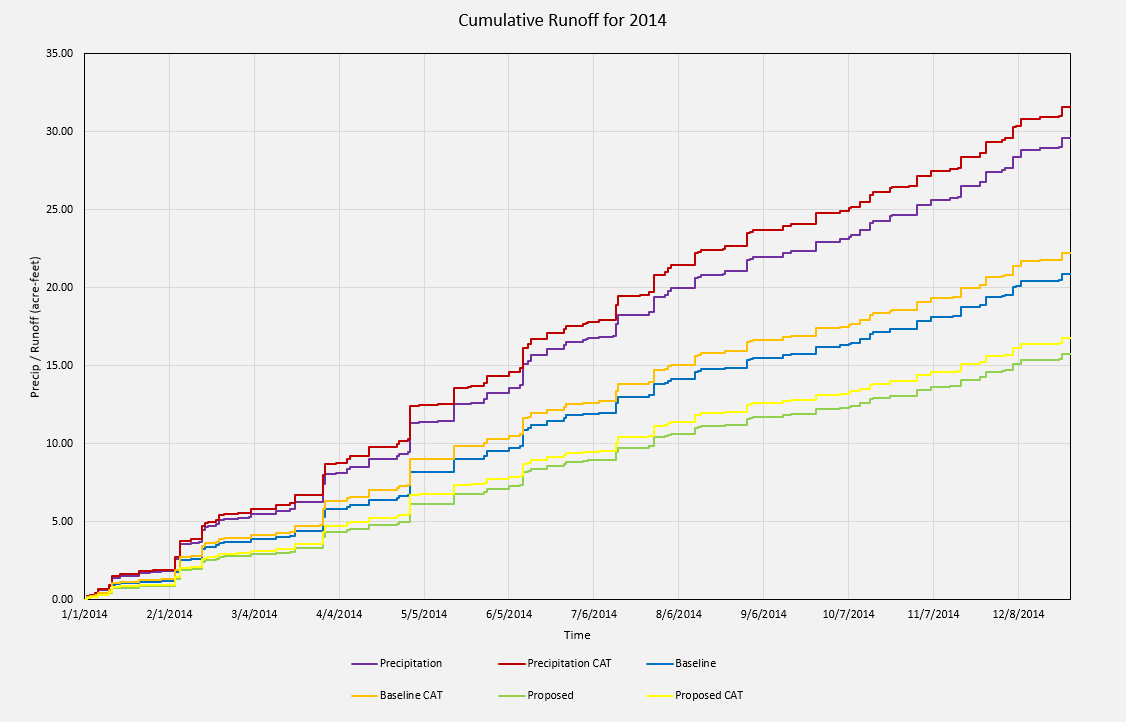 Cumulative Runoff for 2014
Precip / Runoff (acre-feet)
35.00
30.00
25.00
20.00
15.00
10.00
5.00
0.00
1/1/2014 2/1/2014 3/4/2014 4/4/2014 5/5/2014 6/5/2014 7/6/2014 8/6/2014 9/6/2014 10/7/2014 11/7/2014 12/8/2014
Time
Precipitation Precipitation CAT Baseline
Baseline CAT Proposed Proposed CAT